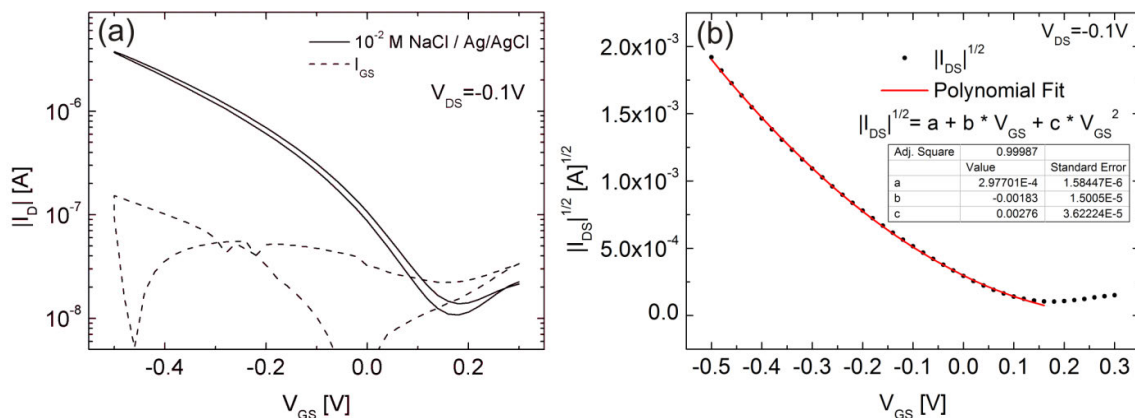 (a)
10⁻² M NaCl / Ag/AgCl
I_GS
V_DS=-0.1V
|I_D| [A]
10⁻⁶
10⁻⁷
10⁻⁸
-0.4 -0.2 0.0 0.2
V_GS [V]
(b)
V_DS=-0.1V
|I_DS|^1/2
Polynomial Fit
|I_DS|^1/2= a + b * V_GS + c * V_GS ²
Adj. Square 0.99987
Value Standard Error
a 2.97701E-4 1.58447E-6
b -0.00183 1.5005E-5
c 0.00276 3.62224E-5
|I_DS|^1/2 [A]^1/2
2.0x10⁻³
1.5x10⁻³
1.0x10⁻³
5.0x10⁻⁴
0.0
-0.5 -0.4 -0.3 -0.2 -0.1 0.0 0.1 0.2 0.3
V_GS [V]